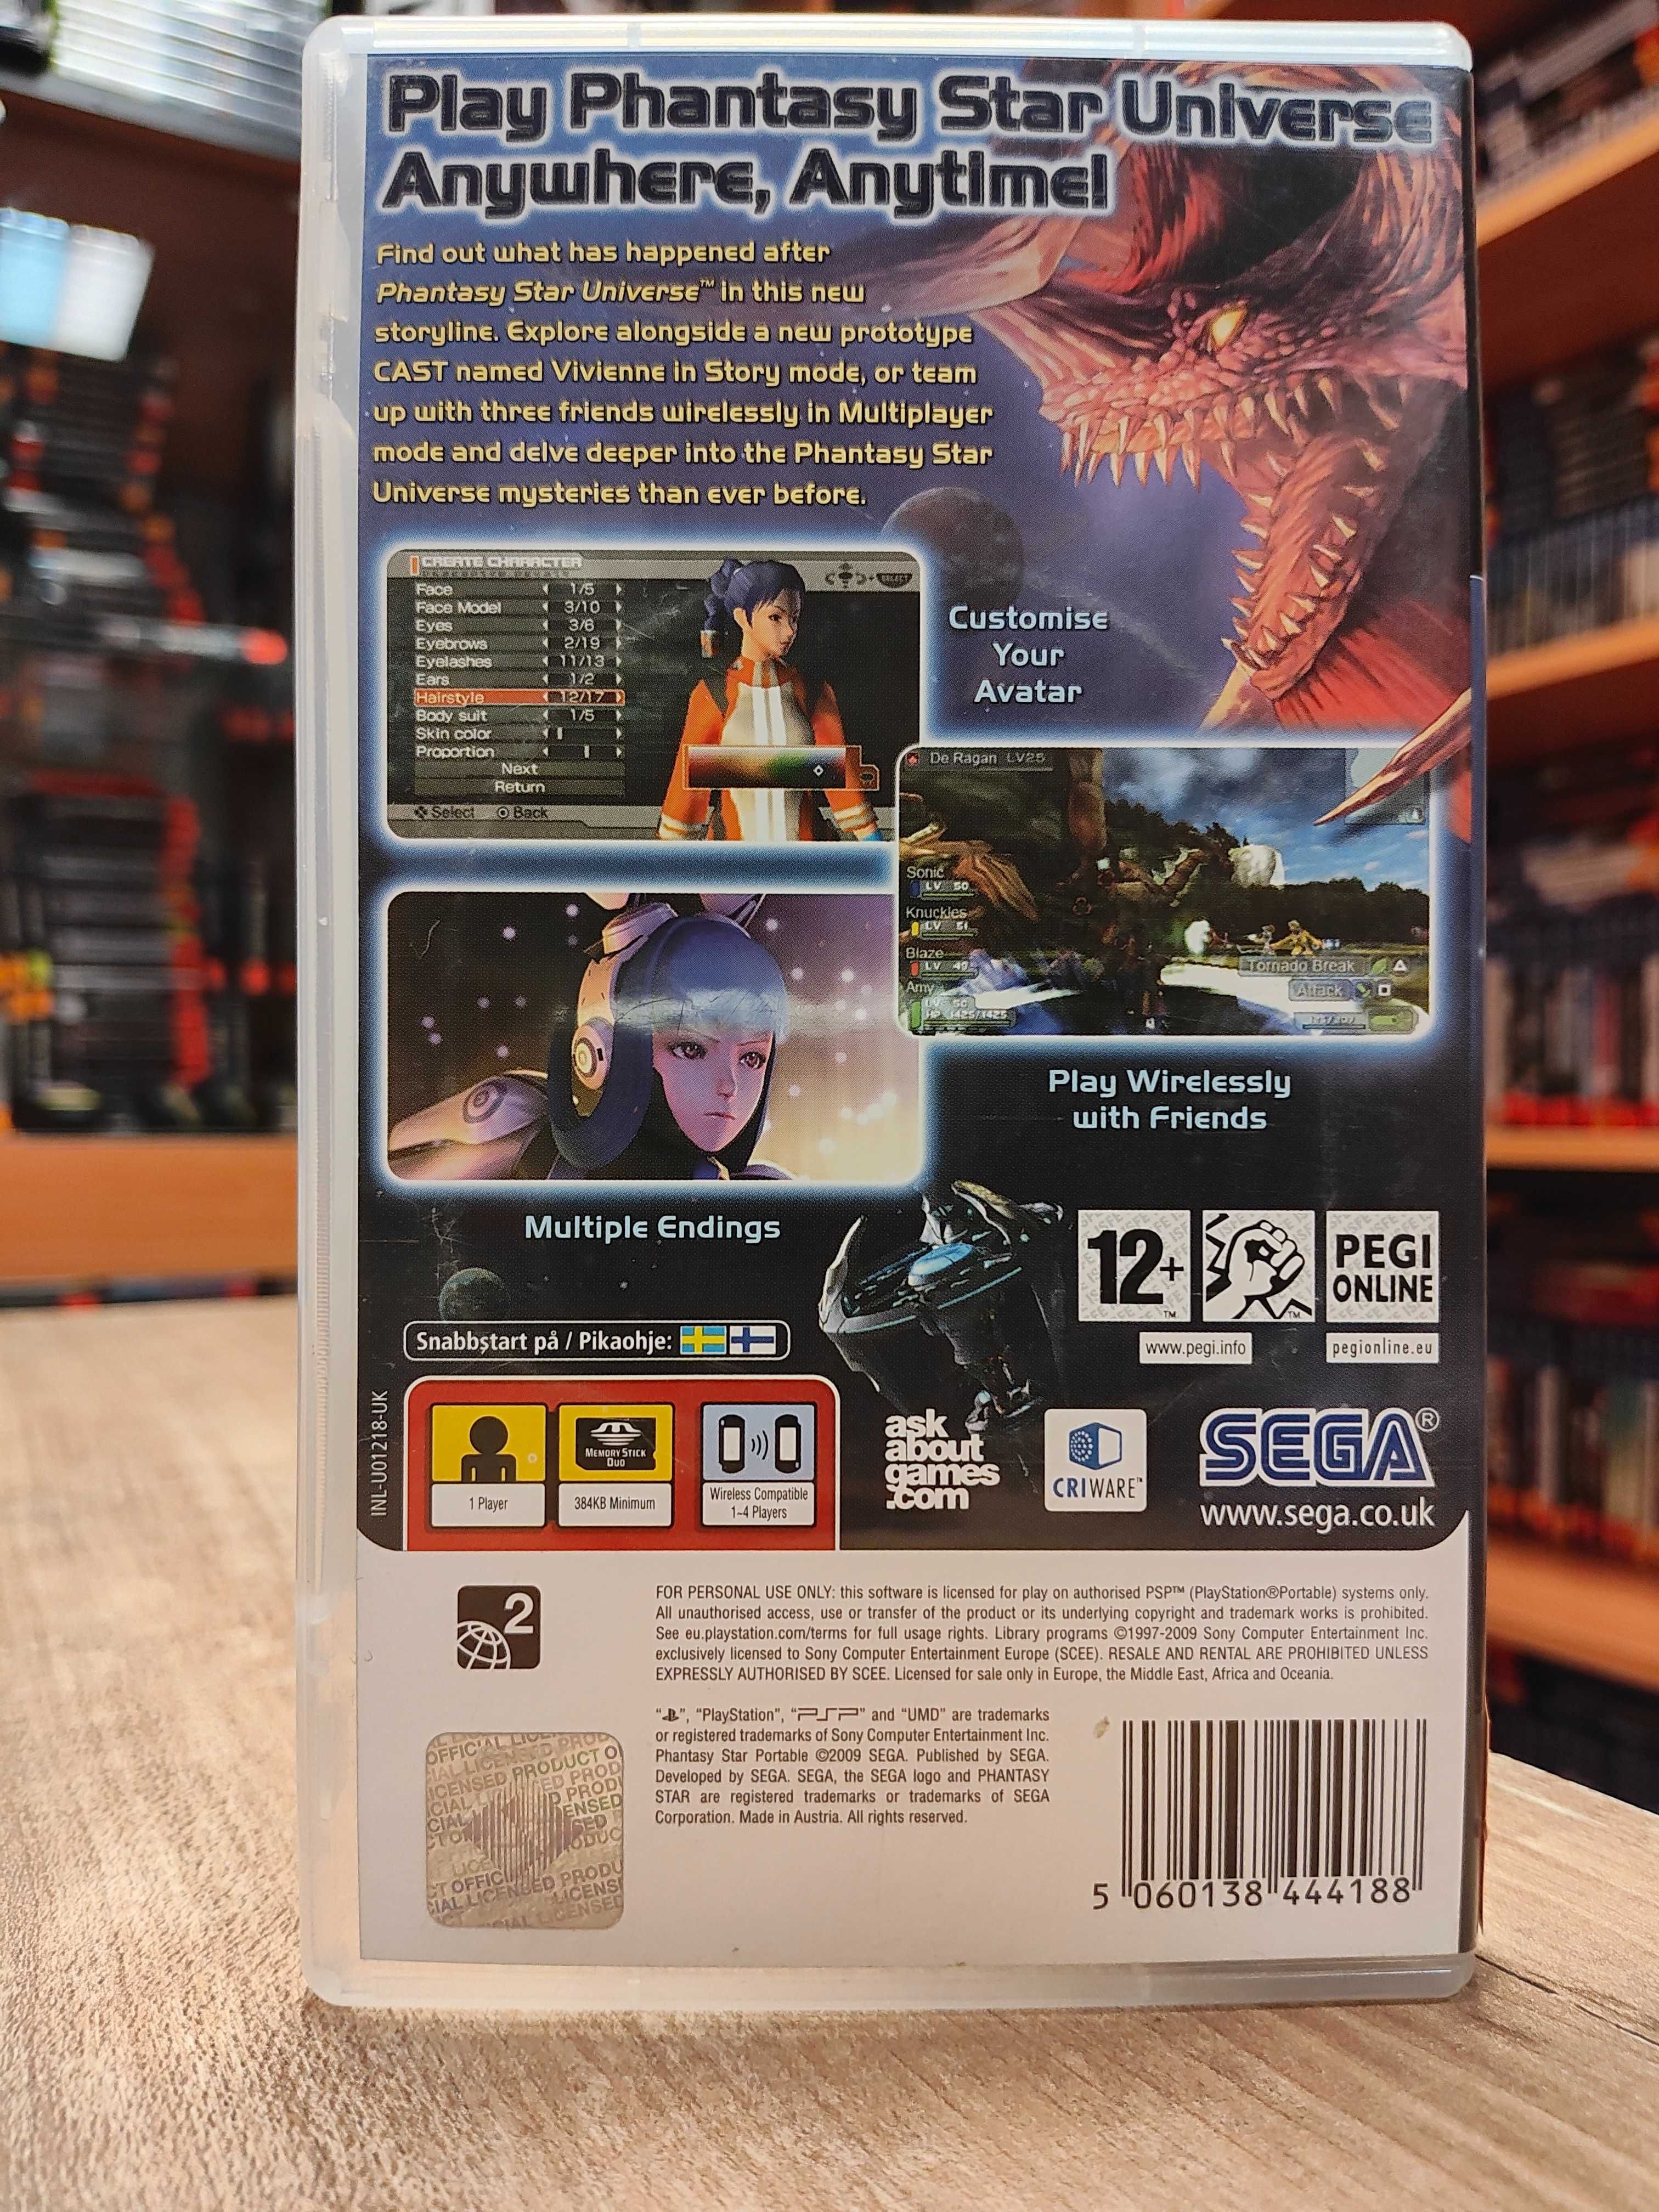 Play Phantasy Star Universe
Anywhere, Anytime!
Find out what has happened after
Phantasy Star Universe™ in this new
storyline. Explore alongside a new prototype
CAST named Vivienne in Story mode, or team
up with three friends wirelessly in Multiplayer
mode and delve deeper into the Phantasy Star
Universe mysteries than ever before.
CREATE CHARACTER
Face 1/5
Face Model 3/10
Eyes 3/6
Eyebrows 2/19
Eyelashes 11/13
Ears 1/2
Hairstyle 12/17
Body suit 1/5
Skin color
Proportion
Next
Return
Select Back
SELECT
Customise
Your
Avatar
De Ragan LV25
Sonic
LV 50
Knuckles
LV 51
Blaze
LV 49
Amy
LV 50
HP 1425/1425
Tornado Break
Attack
Play Wirelessly
with Friends
Multiple Endings
12+™
™
PEGI
ONLINE
www.pegi.info
pegionline.eu
Snabbstart på / Pikaohje:
INL-U01218-UK
1 Player
MEMORY STICK
DUO
384KB Minimum
Wireless Compatible
1-4 Players
ask
about
games
.com
CRIWARE™
SEGA®
www.sega.co.uk
2
FOR PERSONAL USE ONLY: this software is licensed for play on authorised PSP™ (PlayStation®Portable) systems only.
All unauthorised access, use or transfer of the product or its underlying copyright and trademark works is prohibited.
See eu.playstation.com/terms for full usage rights. Library programs ©1997-2009 Sony Computer Entertainment Inc.
exclusively licensed to Sony Computer Entertainment Europe (SCEE). RESALE AND RENTAL ARE PROHIBITED UNLESS
EXPRESSLY AUTHORISED BY SCEE. Licensed for sale only in Europe, the Middle East, Africa and Oceania.
“ ”, “PlayStation”, “PSP” and “UMD” are trademarks
or registered trademarks of Sony Computer Entertainment Inc.
Phantasy Star Portable ©2009 SEGA. Published by SEGA.
Developed by SEGA. SEGA, the SEGA logo and PHANTASY
STAR are registered trademarks or trademarks of SEGA
Corporation. Made in Austria. All rights reserved.
OFFICIAL LICENSED PRODUCT
5 060138 444188